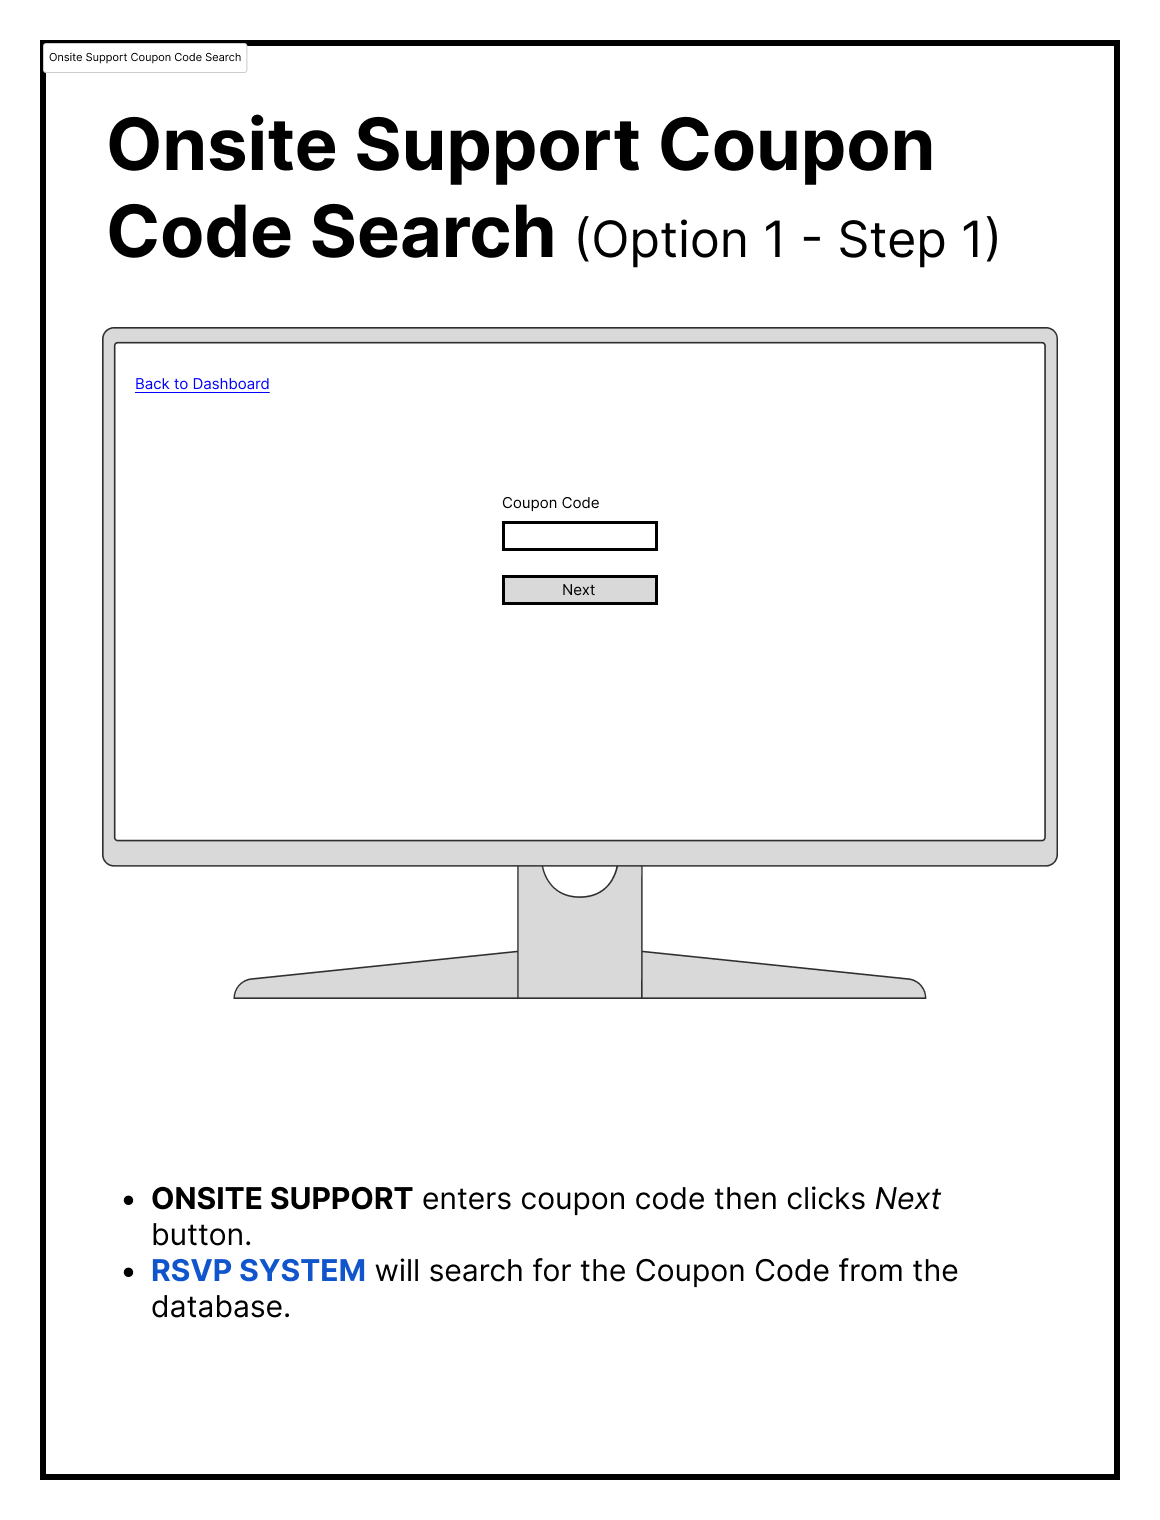 Onsite Support Coupon Code Search
Onsite Support Coupon
Code Search (Option 1 - Step 1)
Back to Dashboard
Coupon Code
Next
• ONSITE SUPPORT enters coupon code then clicks Next
button.
• RSVP SYSTEM will search for the Coupon Code from the
database.